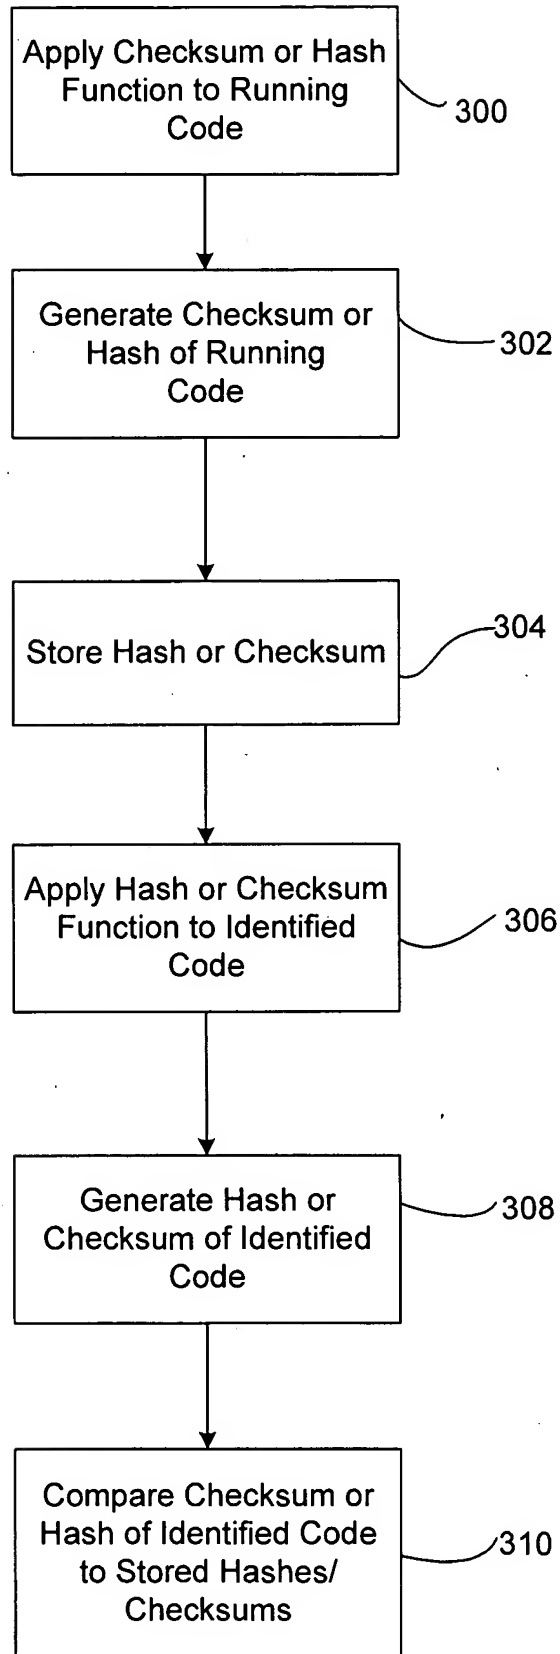 Apply Checksum or Hash
Function to Running
Code
300
Generate Checksum or
Hash of Running
Code
302
Store Hash or Checksum
304
Apply Hash or Checksum
Function to Identified
Code
306
Generate Hash or
Checksum of Identified
Code
308
Compare Checksum or
Hash of Identified Code
to Stored Hashes/
Checksums
310